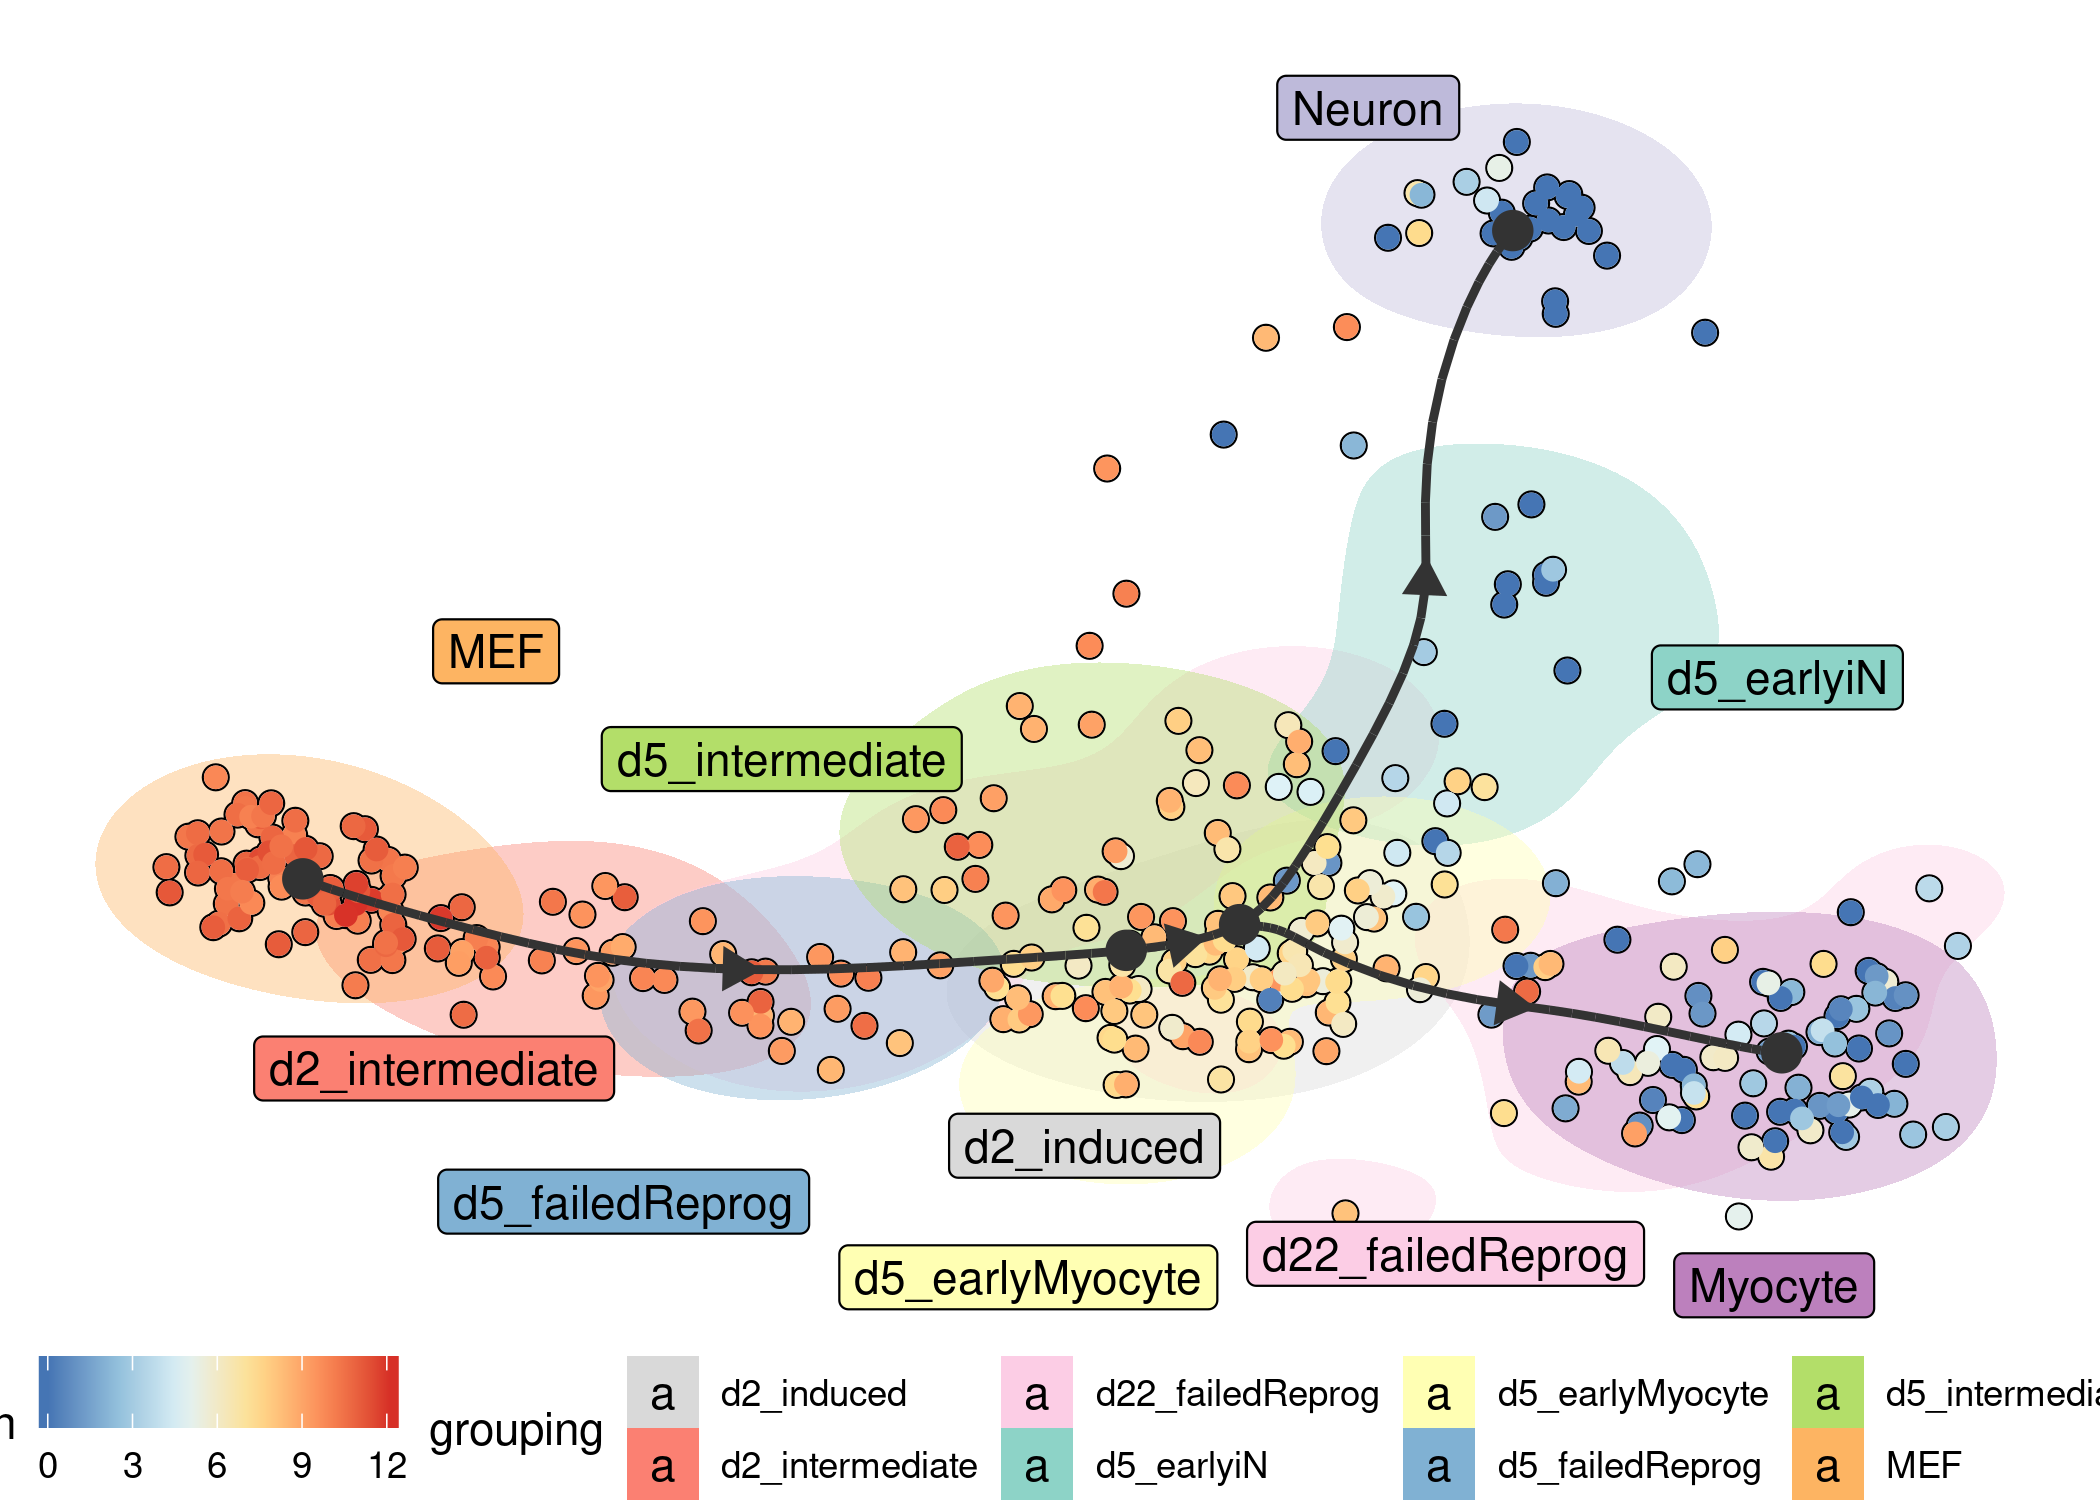 Neuron
MEF
d5_earlyiN
d5_intermediate
d2_intermediate
d2_induced
d5_failedReprog
d5_earlyMyocyte
d22_failedReprog
Myocyte
n
0 3 6 9 12
grouping
a d2_induced a d22_failedReprog a d5_earlyMyocyte a d5_intermedia
a d2_intermediate a d5_earlyiN a d5_failedReprog a MEF